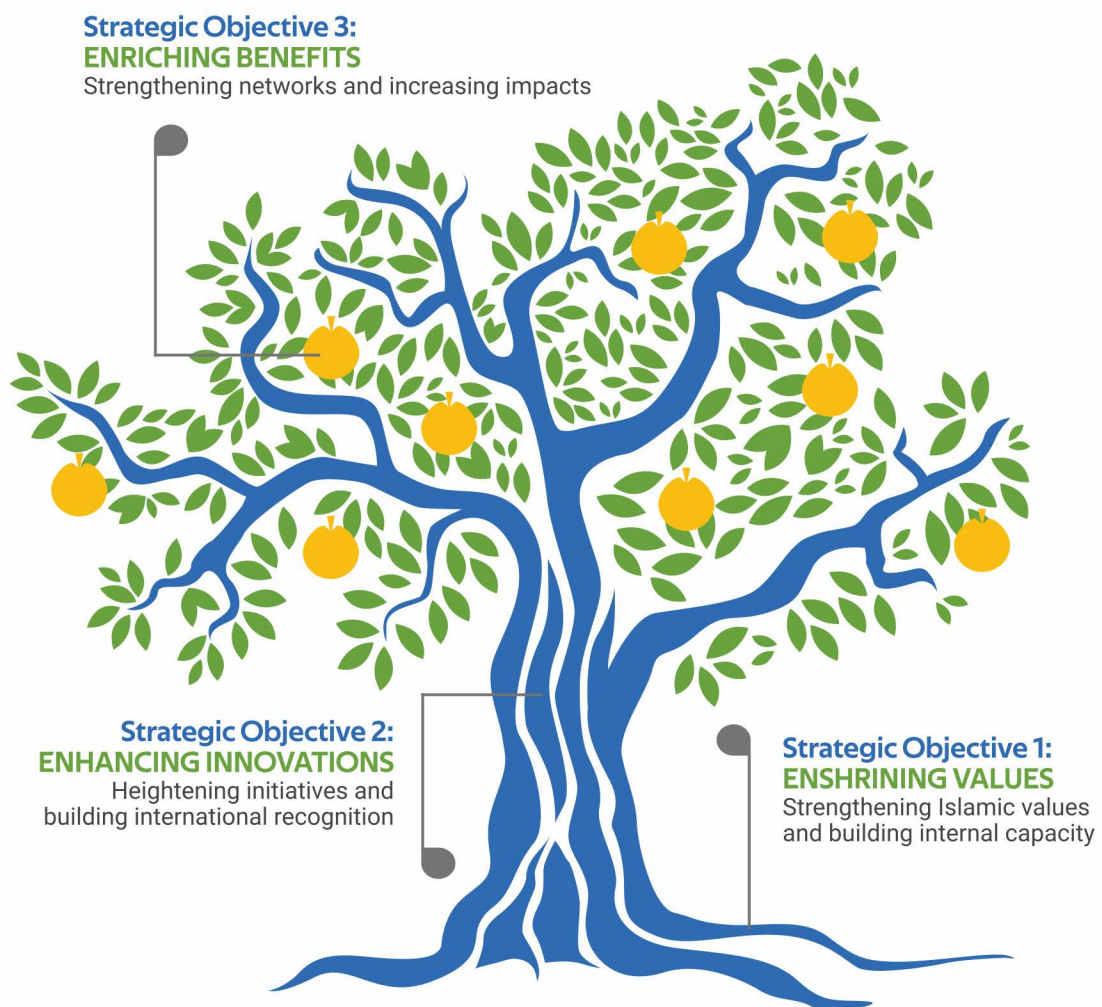 Strategic Objective 3:
ENRICHING BENEFITS
Strengthening networks and increasing impacts
Strategic Objective 2:
ENHANCING INNOVATIONS
Heightening initiatives and
building international recognition
Strategic Objective 1:
ENSHRINING VALUES
Strengthening Islamic values
and building internal capacity